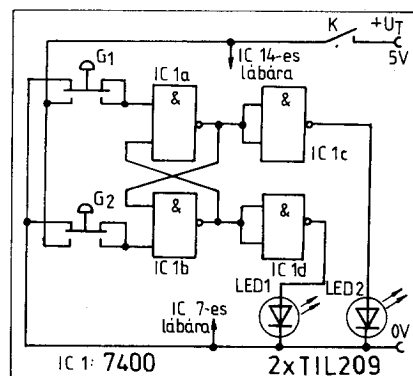 K
+UT
5V
G1
IC 14-es
lábára
IC 1a
&
&
IC 1c
G2
&
&
IC 1b
IC 1d
LED1
LED2
IC 7-es
lábára
0V
IC 1: 7400
2xTIL209